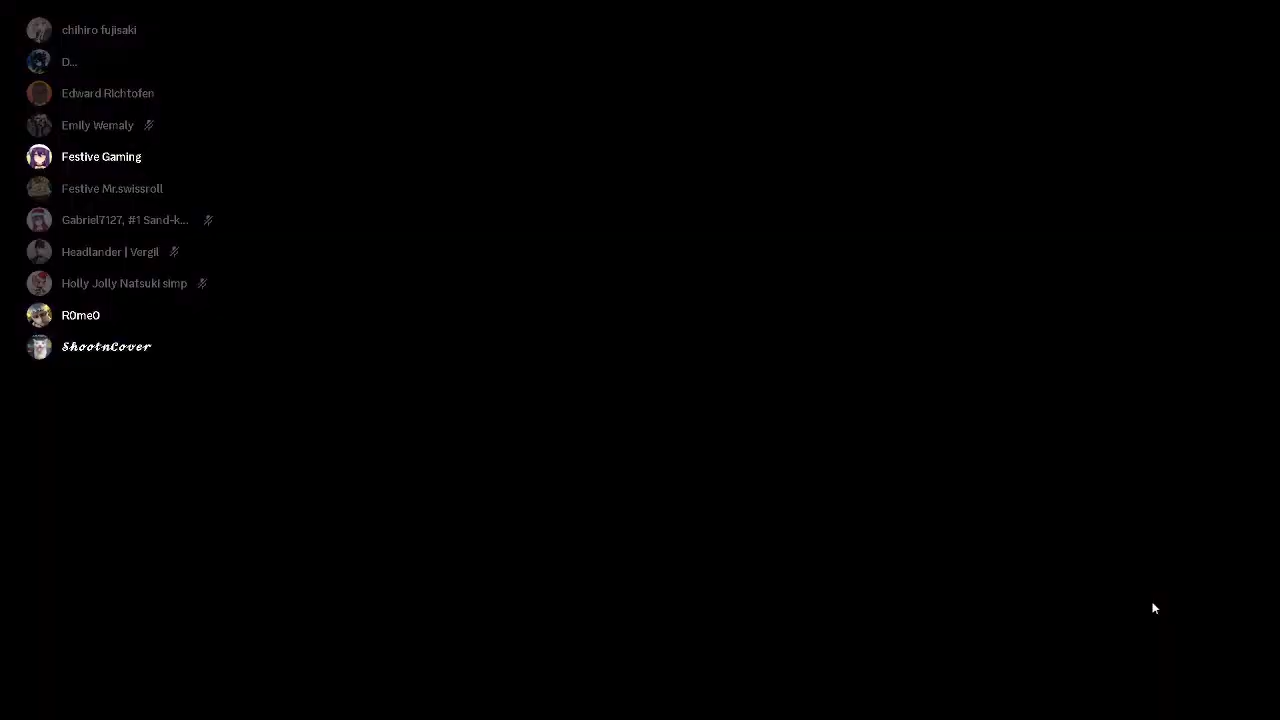 chihiro fujisaki
D...
Edward Richtofen
Emily Wemaly
Festive Gaming
Festive Mr.swissroll
Gabriel7127, #1 Sand-k...
Headlander | Vergil
Holly Jolly Natsuki simp
R0me0
𝓢𝓱𝓸𝓸𝓽𝓷𝓒𝓸𝓿𝓮𝓻